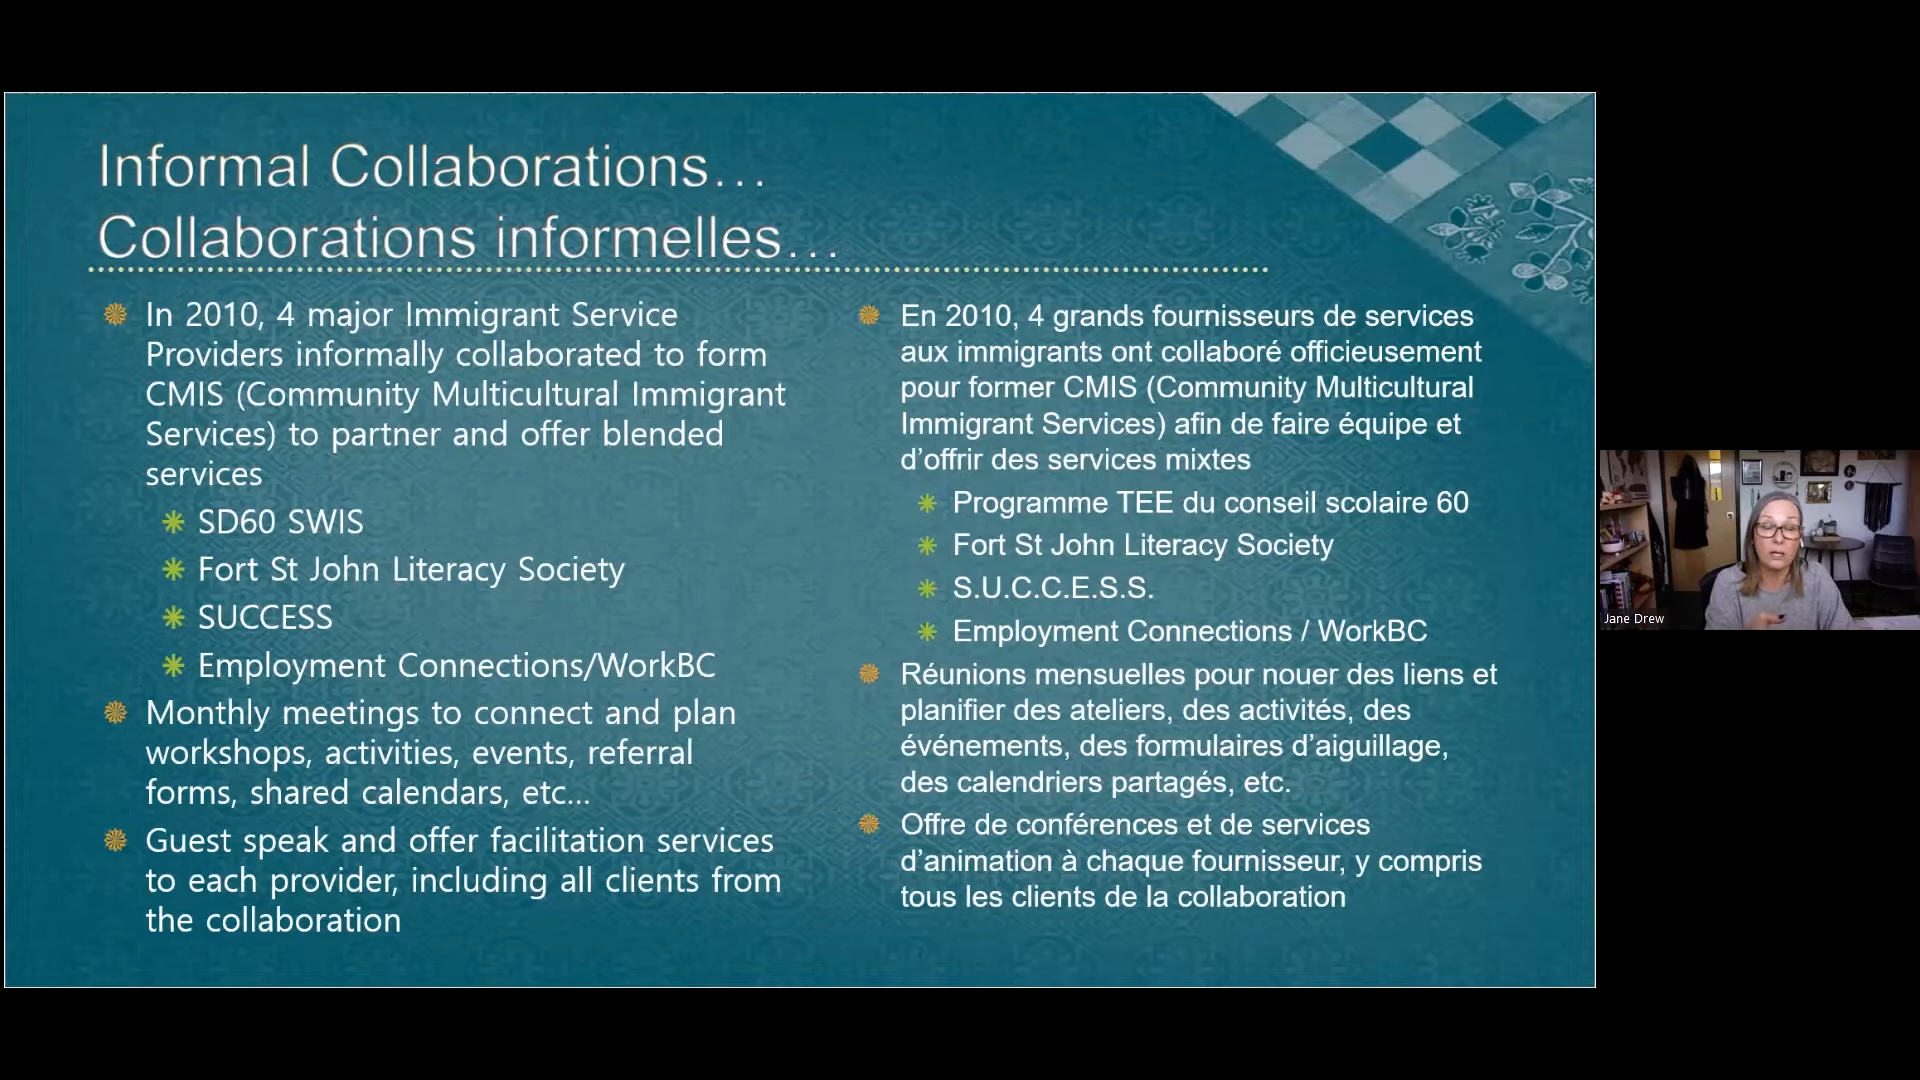 Informal Collaborations...
Collaborations informelles...
In 2010, 4 major Immigrant Service
Providers informally collaborated to form
CMIS (Community Multicultural Immigrant
Services) to partner and offer blended
services
SD60 SWIS
Fort St John Literacy Society
SUCCESS
Employment Connections/WorkBC
Monthly meetings to connect and plan
workshops, activities, events, referral
forms, shared calendars, etc...
Guest speak and offer facilitation services
to each provider, including all clients from
the collaboration
En 2010, 4 grands fournisseurs de services
aux immigrants ont collaboré officieusement
pour former CMIS (Community Multicultural
Immigrant Services) afin de faire équipe et
d’offrir des services mixtes
Programme TEE du conseil scolaire 60
Fort St John Literacy Society
S.U.C.C.E.S.S.
Employment Connections / WorkBC
Réunions mensuelles pour nouer des liens et
planifier des ateliers, des activités, des
événements, des formulaires d’aiguillage,
des calendriers partagés, etc.
Offre de conférences et de services
d’animation à chaque fournisseur, y compris
tous les clients de la collaboration
Jane Drew